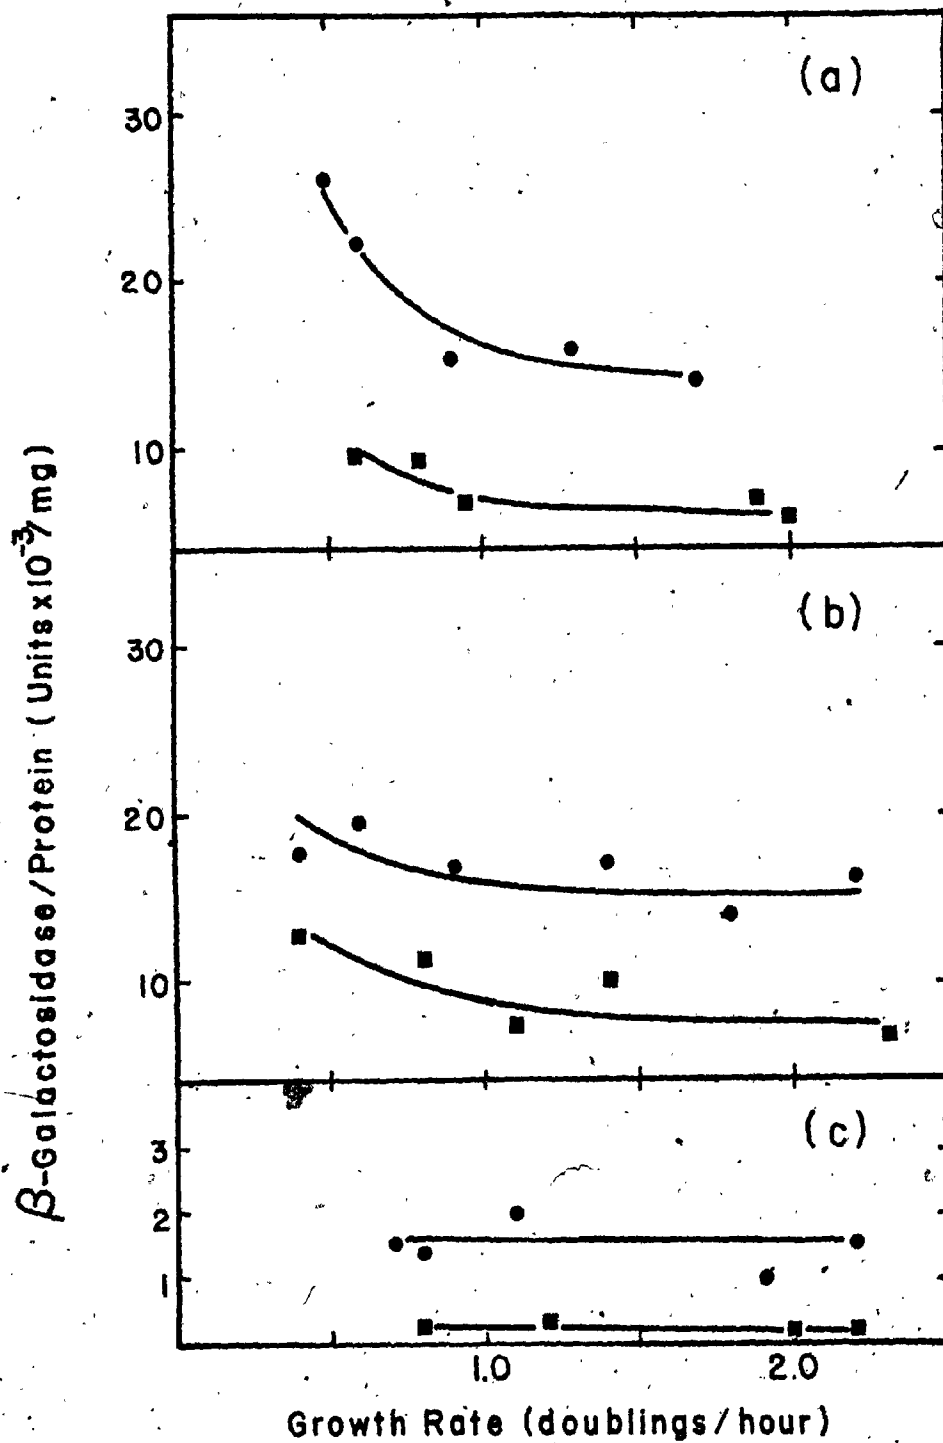 (a)
30
20
10
(b)
30
20
10
(c)
3
2
1
1.0 2.0
β-Galactosidase/Protein (Units x10⁻³/mg)
Growth Rate (doublings/hour)